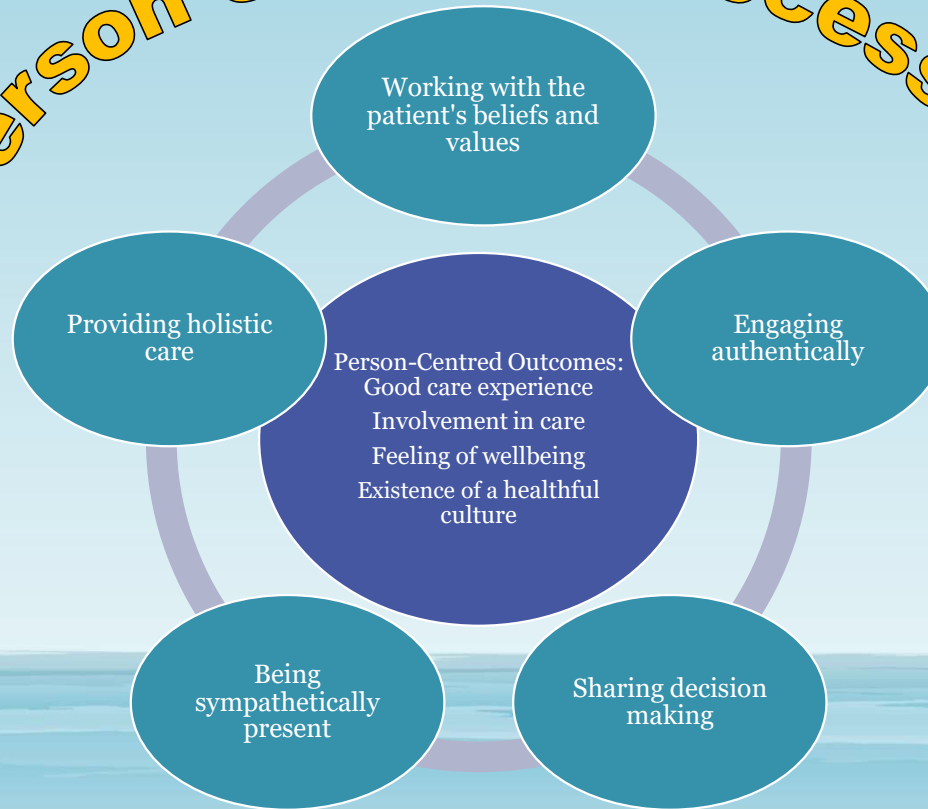 Working with the
patient's beliefs and
values
Engaging
authentically
Sharing decision
making
Being
sympathetically
present
Providing holistic
care
Person-Centred Outcomes:
Good care experience
Involvement in care
Feeling of wellbeing
Existence of a healthful
culture